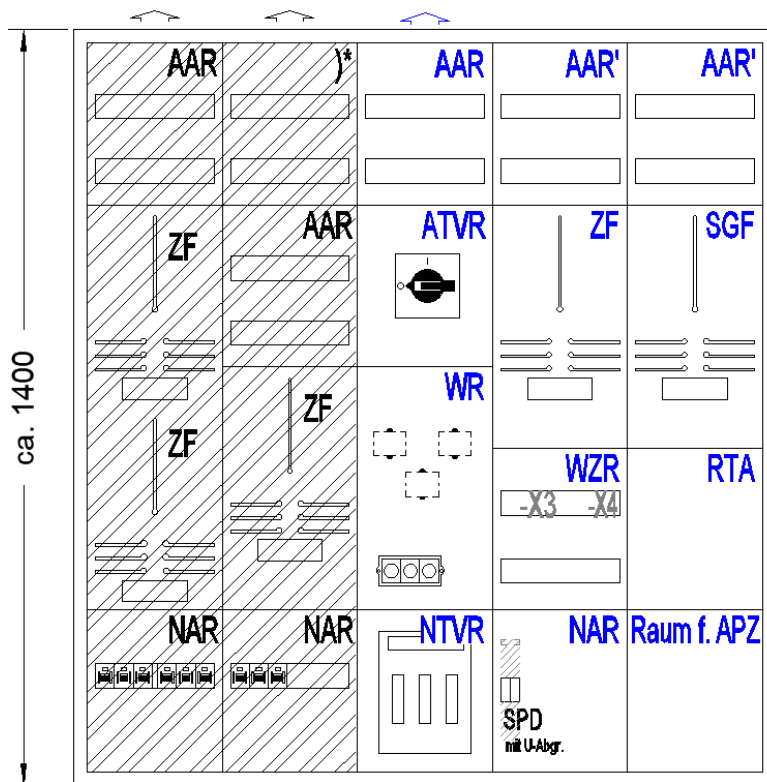 AAR )* AAR AAR' AAR'
ZF AAR ATVR ZF SGF
I
ca. 1400
ZF ZF WR
WZR RTA
-X3 -X4
NAR NAR NTVR NAR Raum f. APZ
SPD
mit U-Abgr.